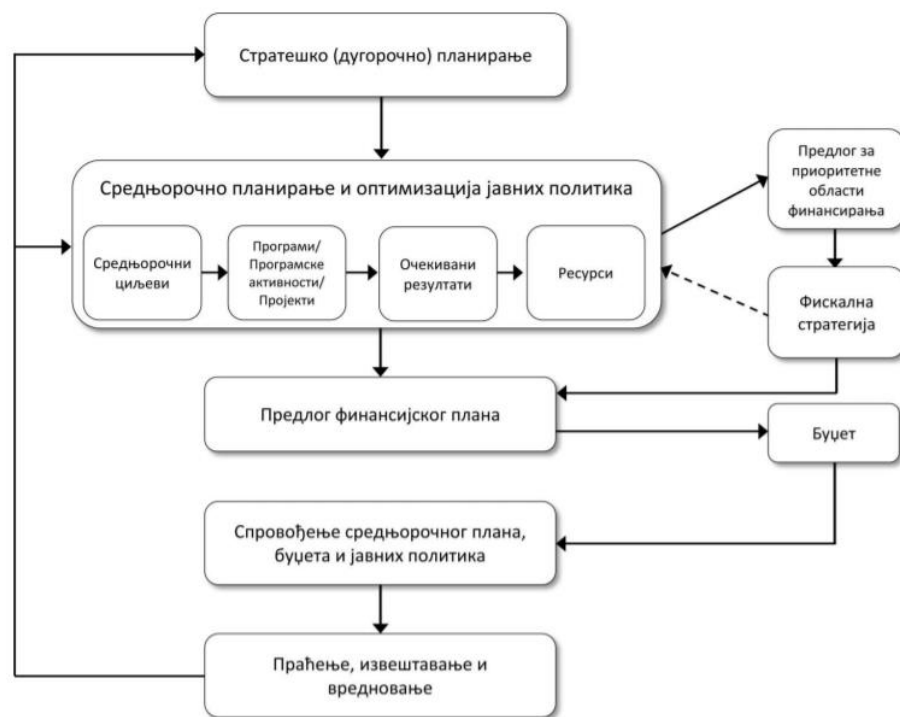 Стратешко (дугорочно) планирање
Средњорочно планирање и оптимизација јавних политика
Средњорочни
циљеви
Програми/
Програмске
активности/
Пројекти
Очекивани
резултати
Ресурси
Предлог за
приоритетне
области
финансирања
Фискална
стратегија
Предлог финансијског плана
Буџет
Спровођење средњорочног плана,
буџета и јавних политика
Праћење, извештавање и
вредновање